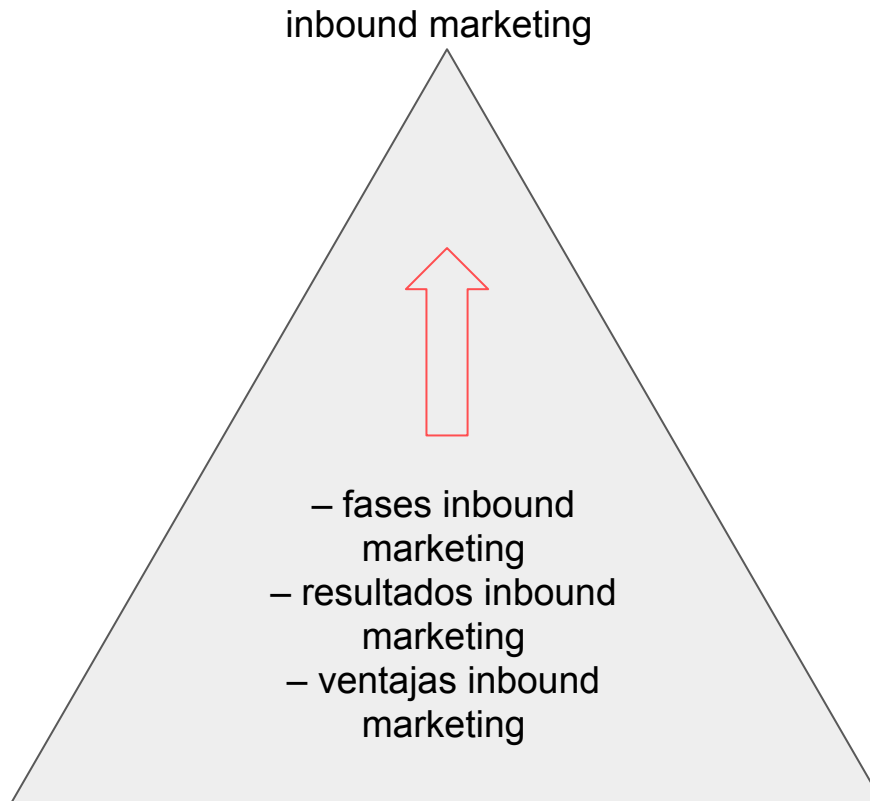 inbound marketing
– fases inbound
marketing
– resultados inbound
marketing
– ventajas inbound
marketing